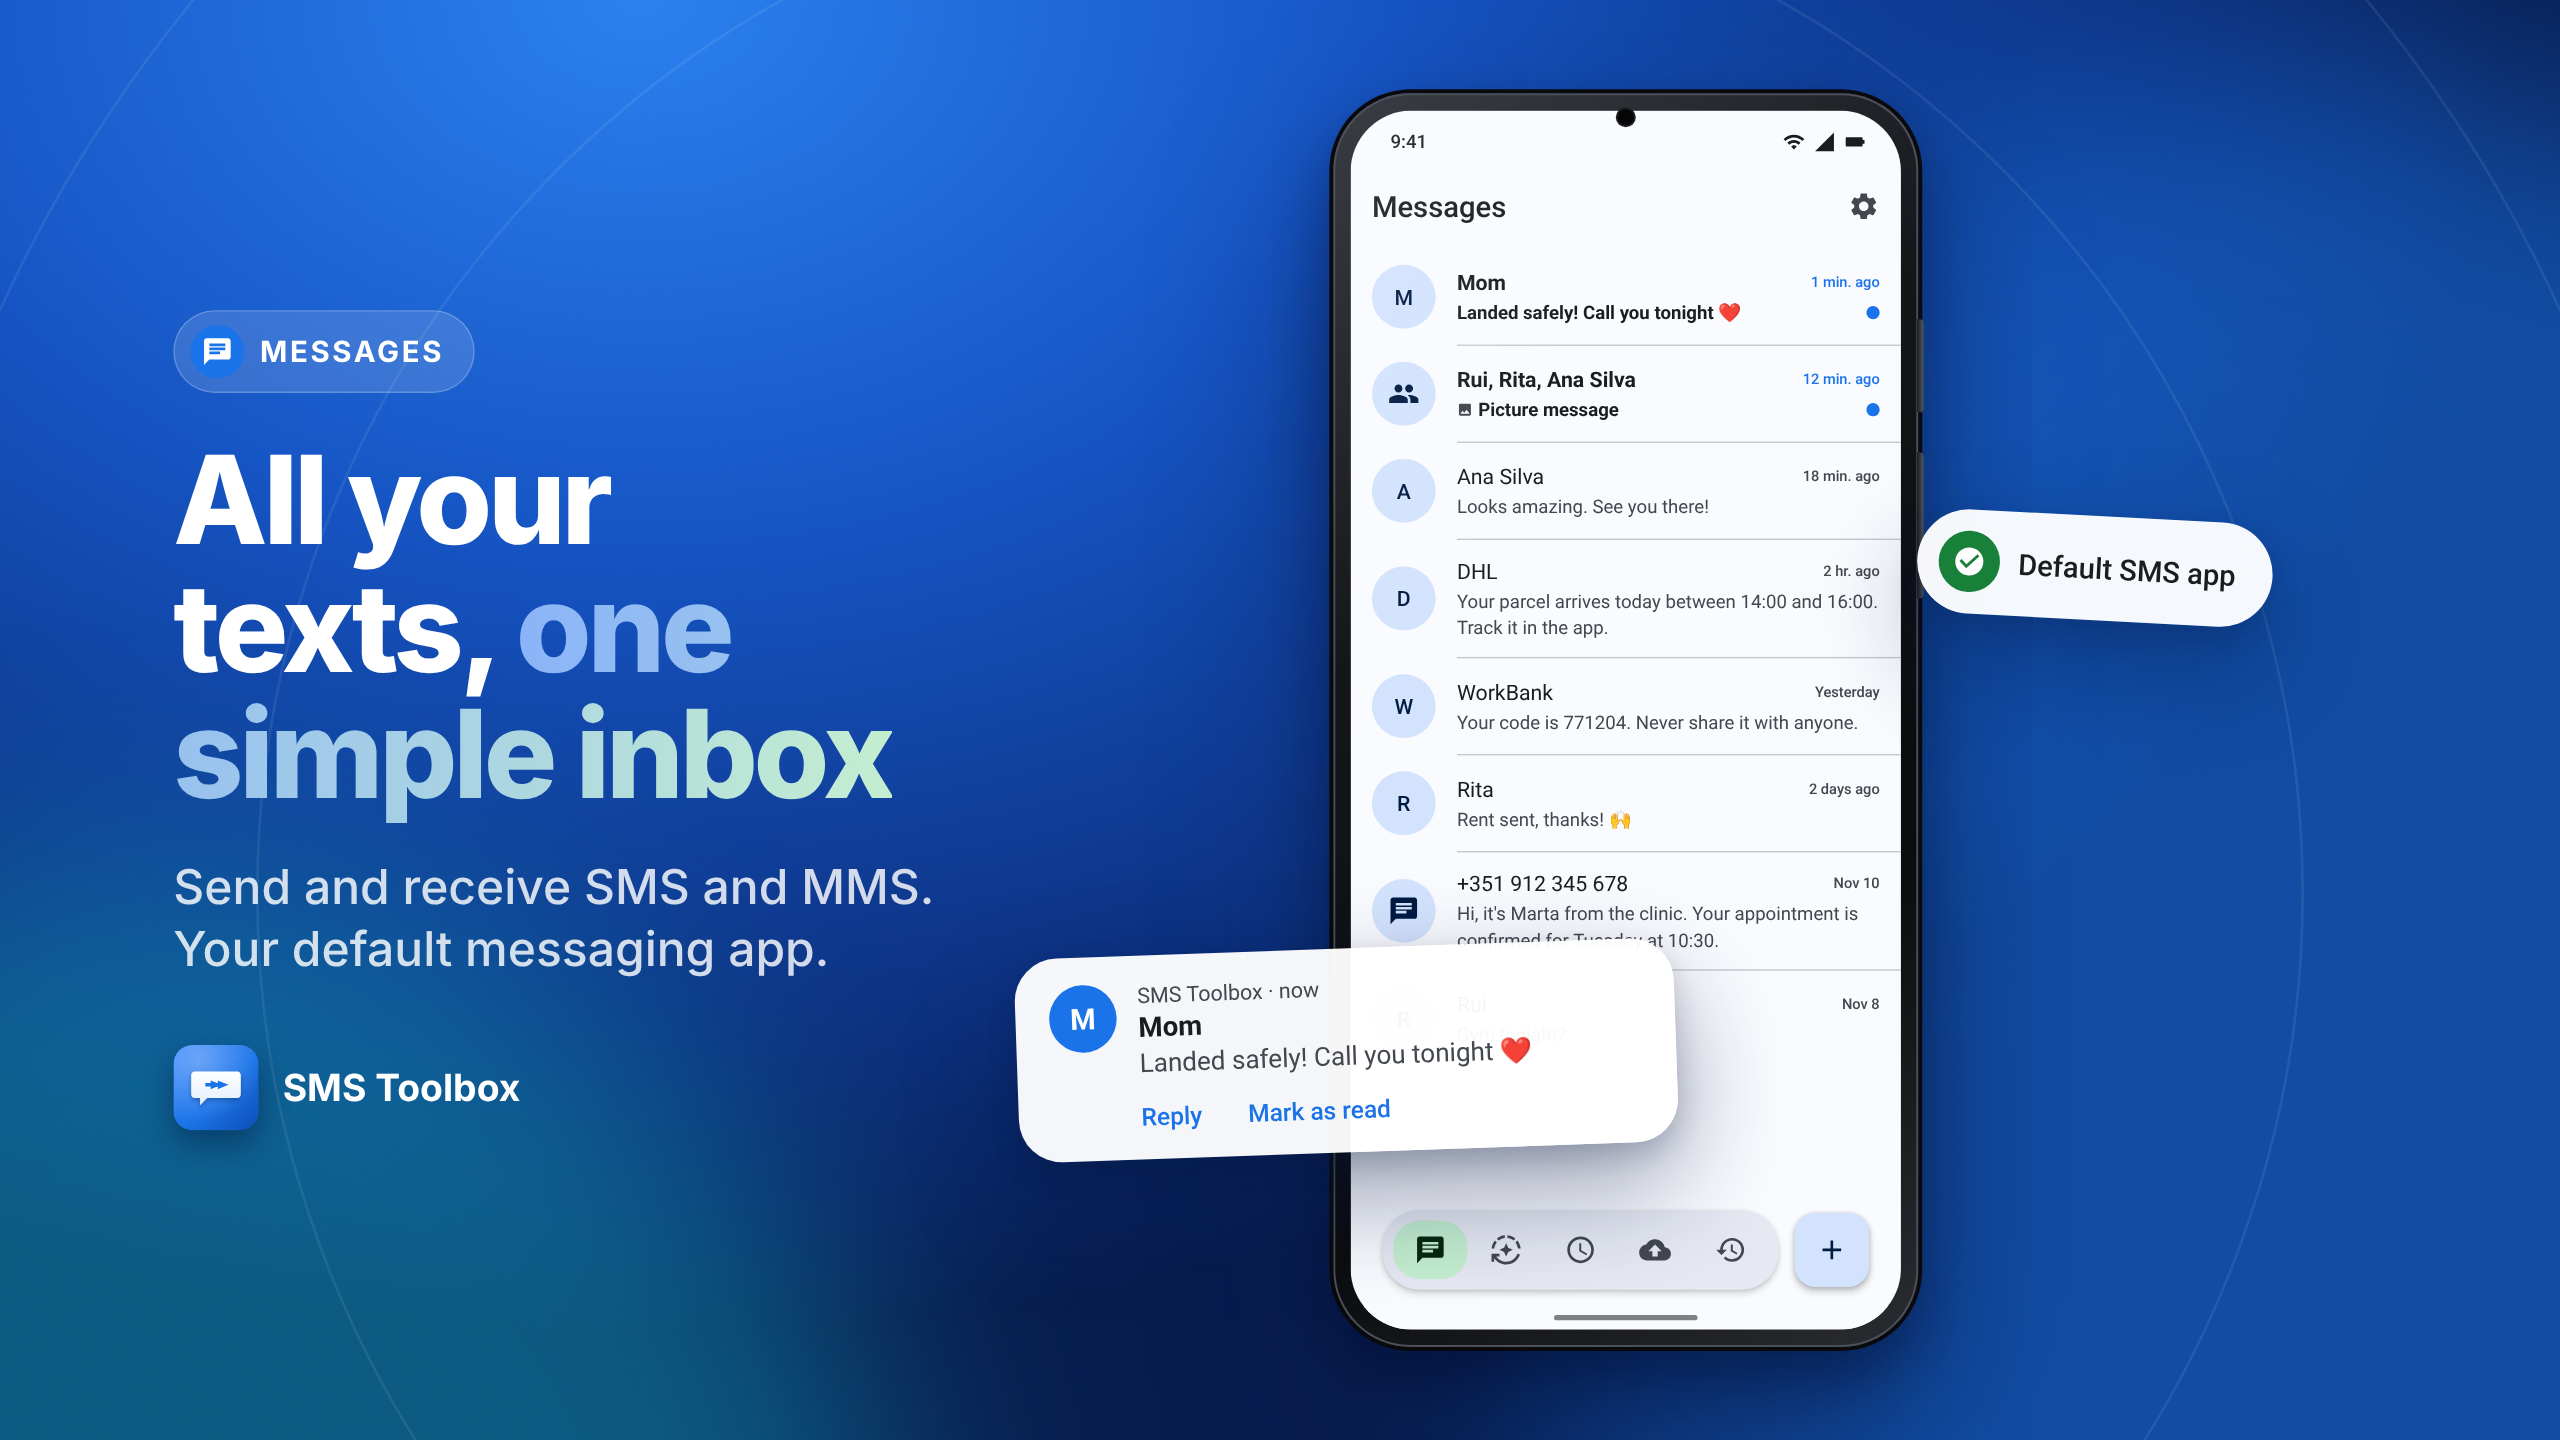 MESSAGES
All your
texts, one
simple inbox
Send and receive SMS and MMS.
Your default messaging app.
SMS Toolbox
9:41
Messages
M
Mom
1 min. ago
Landed safely! Call you tonight ❤️
Rui, Rita, Ana Silva
12 min. ago
Picture message
A
Ana Silva
18 min. ago
Looks amazing. See you there!
D
DHL
2 hr. ago
Your parcel arrives today between 14:00 and 16:00.
Track it in the app.
W
WorkBank
Yesterday
Your code is 771204. Never share it with anyone.
R
Rita
2 days ago
Rent sent, thanks! 🙌
+351 912 345 678
Nov 10
Hi, it's Marta from the clinic. Your appointment is
confirmed for Tuesday at 10:30.
R
Rui
Nov 8
Default SMS app
M
SMS Toolbox · now
Mom
Landed safely! Call you tonight ❤️
Reply
Mark as read